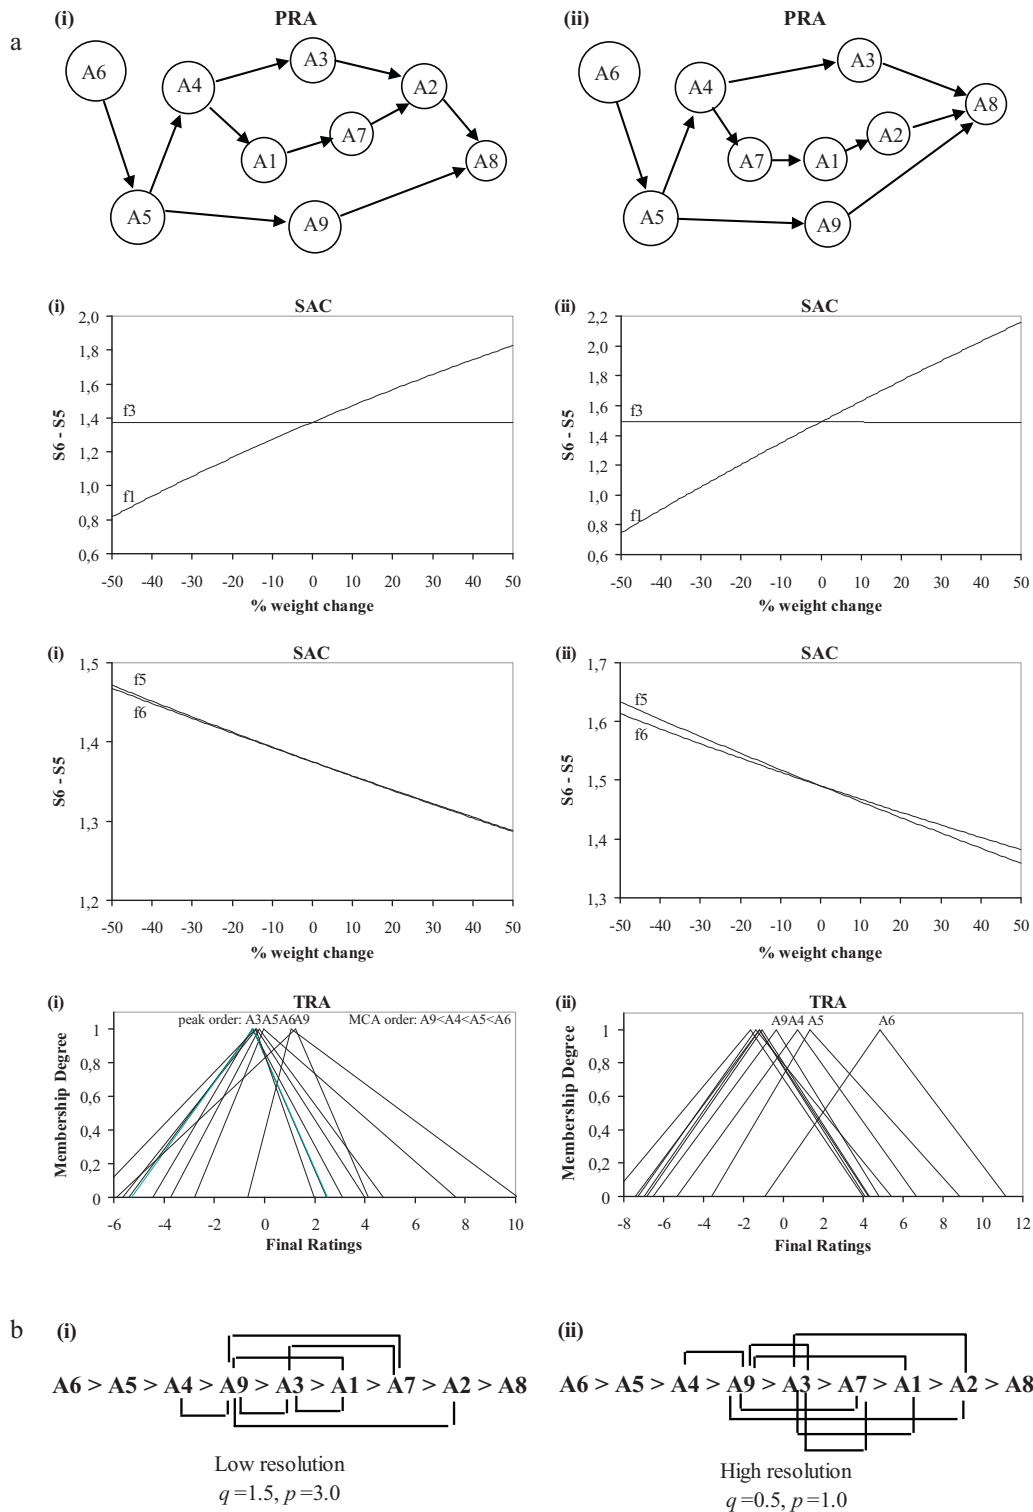 a
(i) PRA
A6
A4
A3
A2
A7
A1
A8
A5
A9
(ii) PRA
A6
A4
A3
A8
A2
A7
A1
A5
A9
(i) SAC
S6 - S5
2,0
1,8
1,6
1,4
1,2
1,0
0,8
0,6
f3
f1
-50 -40 -30 -20 -10 0 10 20 30 40 50
% weight change
(ii) SAC
S6 - S5
2,2
2,0
1,8
1,6
1,4
1,2
1,0
0,8
0,6
f3
f1
-50 -40 -30 -20 -10 0 10 20 30 40 50
% weight change
(i) SAC
S6 - S5
1,5
1,4
1,3
1,2
f5
f6
-50 -40 -30 -20 -10 0 10 20 30 40 50
% weight change
(ii) SAC
S6 - S5
1,7
1,6
1,5
1,4
1,3
f5
f6
-50 -40 -30 -20 -10 0 10 20 30 40 50
% weight change
(i) TRA
peak order: A3A5A6A9 MCA order: A9<A4<A5<A6
Membership Degree
1
0,8
0,6
0,4
0,2
0
-6 -4 -2 0 2 4 6 8 10
Final Ratings
(ii) TRA
A9A4 A5 A6
Membership Degree
1
0,8
0,6
0,4
0,2
0
-8 -6 -4 -2 0 2 4 6 8 10 12
Final Ratings
b
(i)
A6 > A5 > A4 > A9 > A3 > A1 > A7 > A2 > A8
Low resolution
q =1.5, p =3.0
(ii)
A6 > A5 > A4 > A9 > A3 > A7 > A1 > A2 > A8
High resolution
q =0.5, p =1.0